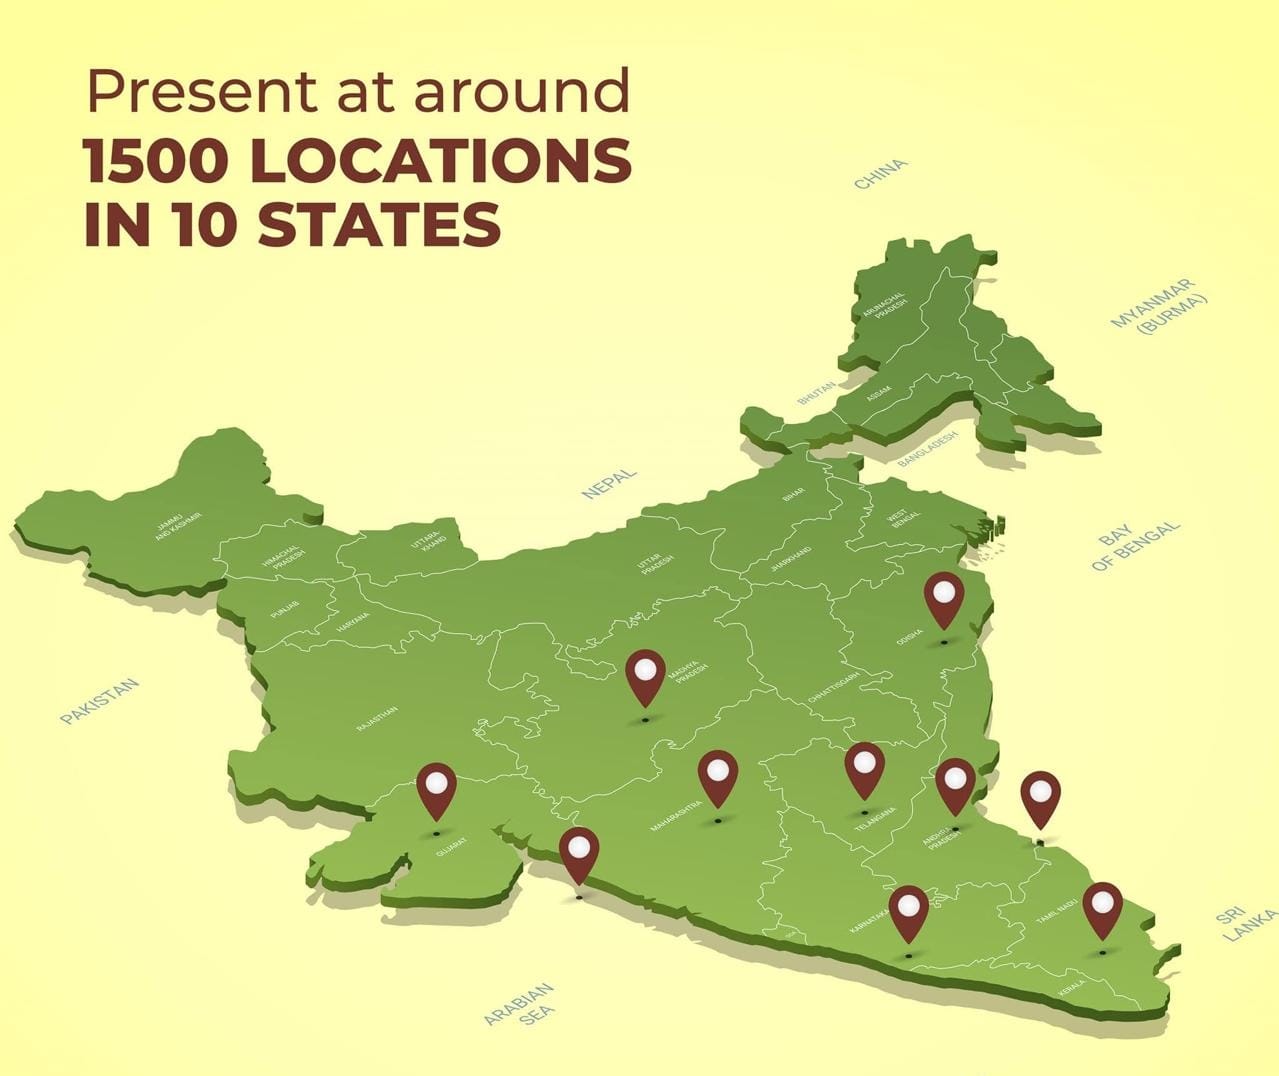 Present at around
1500 LOCATIONS
IN 10 STATES
CHINA
MYANMAR
(BURMA)
ARUNACHAL
PRADESH
BHUTAN
ASSAM
BANGLADESH
NEPAL
BIHAR
WEST
BENGAL
BAY
OF BENGAL
JAMMU
AND KASHMIR
HIMACHAL
PRADESH
UTTARA
KHAND
UTTAR
PRADESH
JHARKHAND
PUNJAB
HARYANA
ODISHA
MADHYA
PRADESH
CHHATTISGARH
PAKISTAN
RAJASTHAN
MAHARASHTRA
TELANGANA
ANDHRA
PRADESH
GUJARAT
KARNATAKA
TAMIL NADU
SRI
LANKA
GOA
KERALA
ARABIAN
SEA